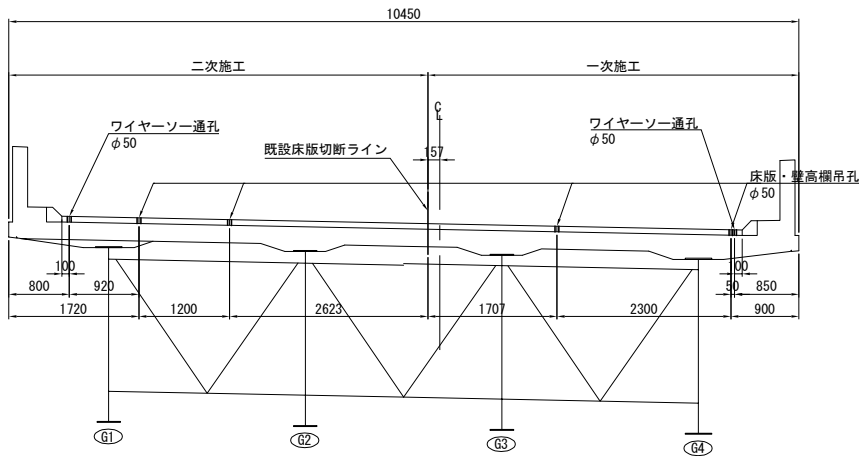 10450
二次施工
一次施工
CL
ワイヤーソー通孔
φ50
ワイヤーソー通孔
φ50
既設床版切断ライン
157
床版・壁高欄吊孔
φ50
100
100
800
920
50
850
1720
1200
2623
1707
2300
900
G1
G2
G3
G4